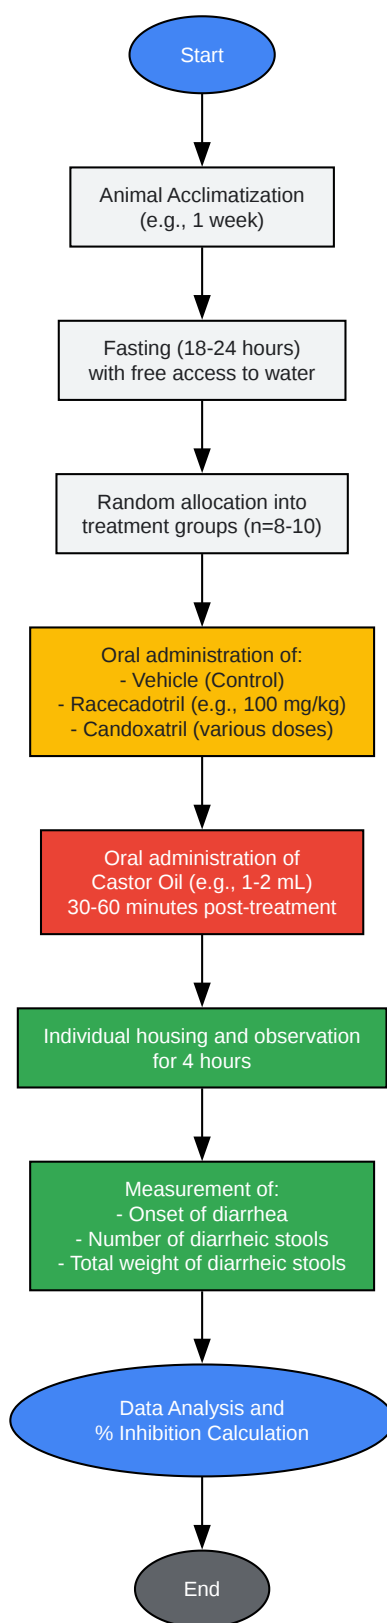 Start
Animal Acclimatization
(e.g., 1 week)
Fasting (18-24 hours)
with free access to water
Random allocation into
treatment groups (n=8-10)
Oral administration of:
- Vehicle (Control)
- Racecadotril (e.g., 100 mg/kg)
- Candoxatril (various doses)
Oral administration of
Castor Oil (e.g., 1-2 mL)
30-60 minutes post-treatment
Individual housing and observation
for 4 hours
Measurement of:
- Onset of diarrhea
- Number of diarrheic stools
- Total weight of diarrheic stools
Data Analysis and
% Inhibition Calculation
End